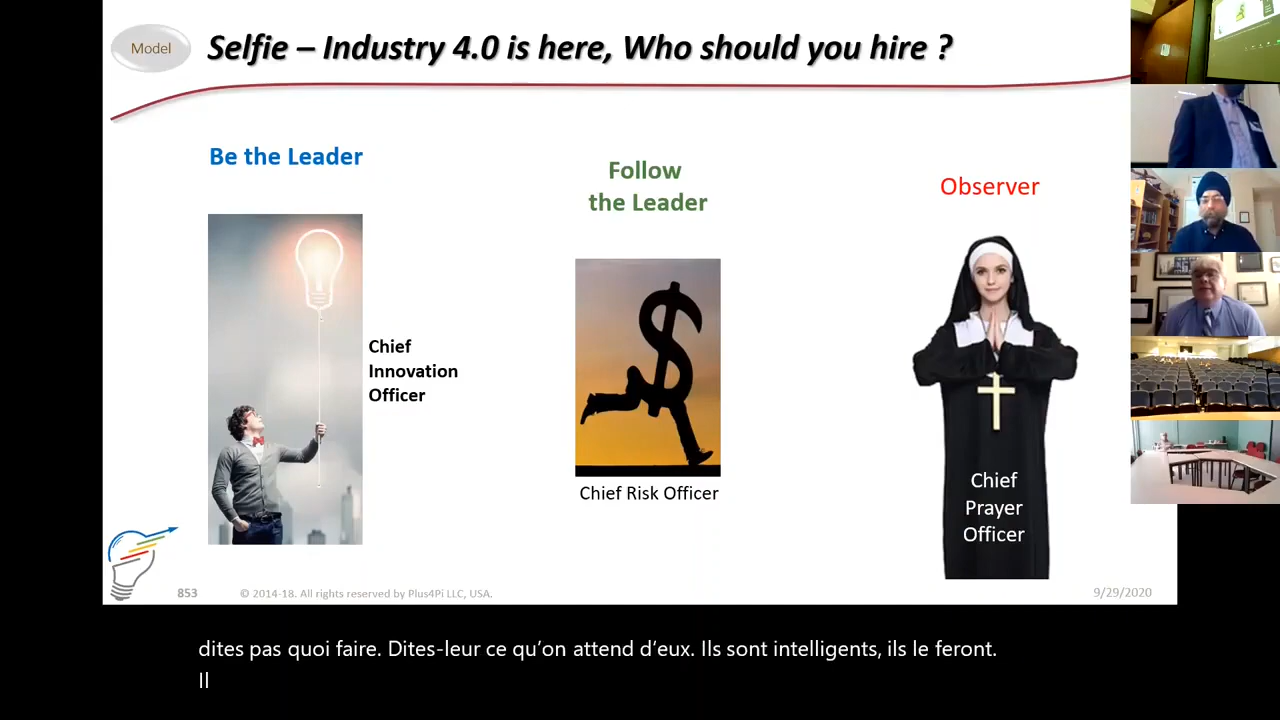 Model
Selfie – Industry 4.0 is here, Who should you hire ?
Be the Leader
Chief
Innovation
Officer
Follow
the Leader
Chief Risk Officer
Observer
Chief
Prayer
Officer
853
© 2014-18. All rights reserved by Plus4Pi LLC, USA.
9/29/2020
dites pas quoi faire. Dites-leur ce qu’on attend d’eux. Ils sont intelligents, ils le feront.
Il